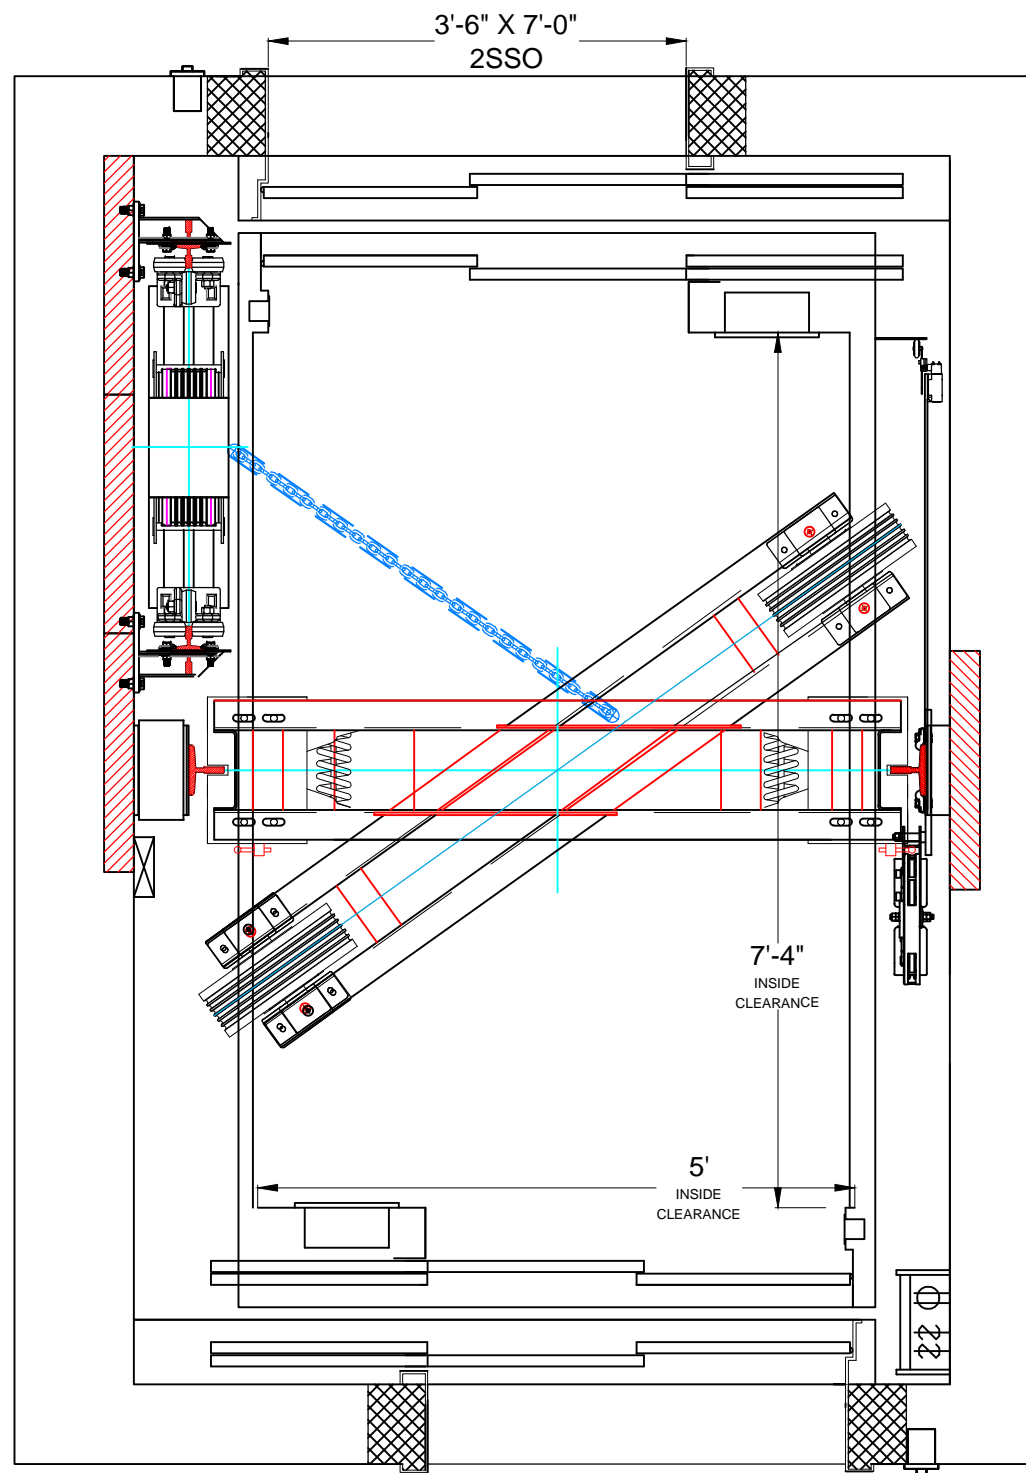 3'-6" X 7'-0"
2SSO
7'-4"
INSIDE
CLEARANCE
5'
INSIDE
CLEARANCE